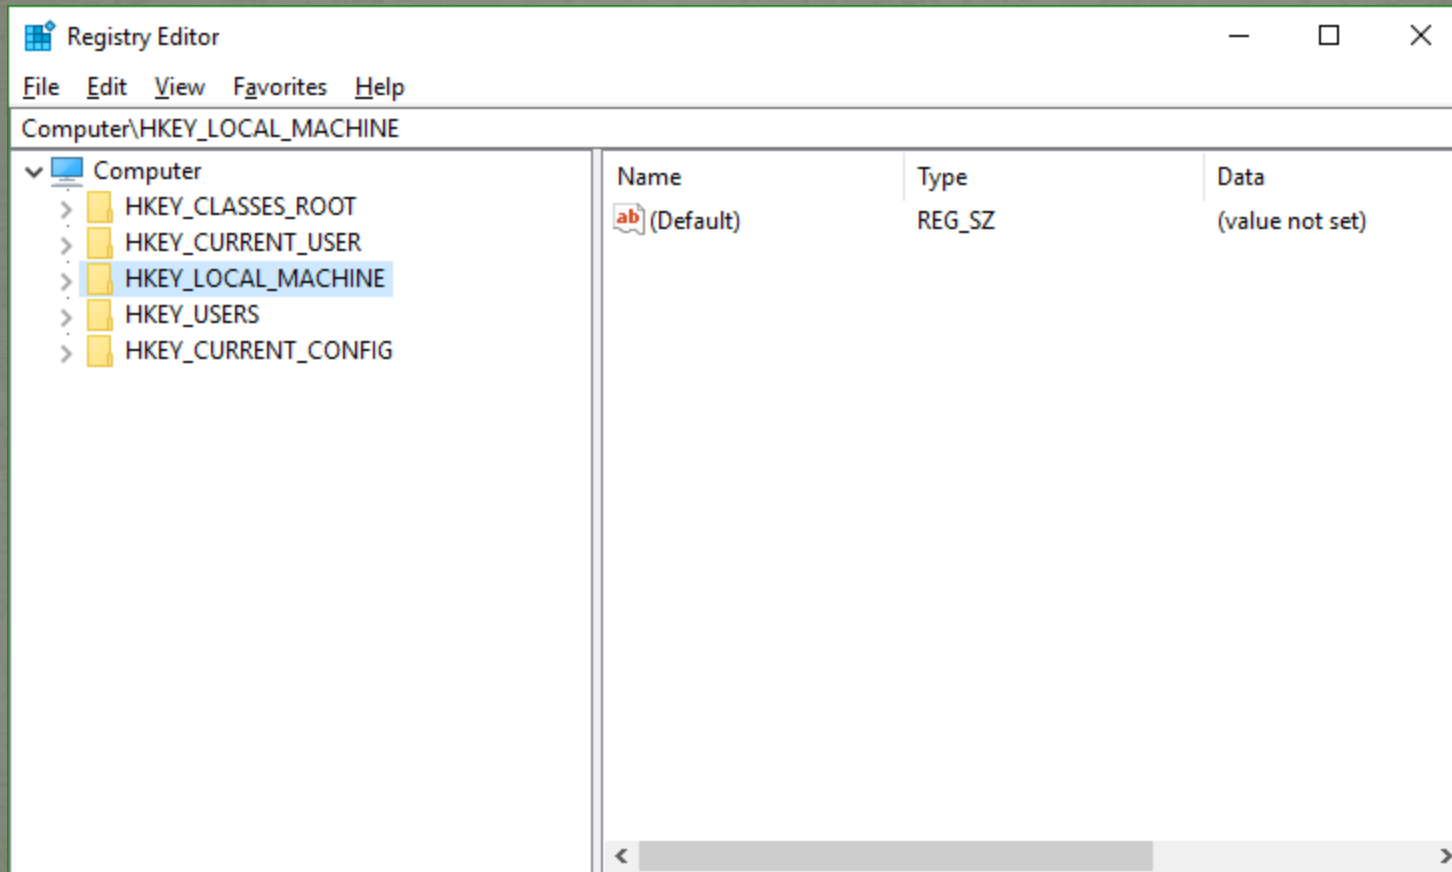 Registry Editor
File Edit View Favorites Help
Computer\HKEY_LOCAL_MACHINE
Computer
HKEY_CLASSES_ROOT
HKEY_CURRENT_USER
HKEY_LOCAL_MACHINE
HKEY_USERS
HKEY_CURRENT_CONFIG
Name Type Data
ab (Default) REG_SZ (value not set)